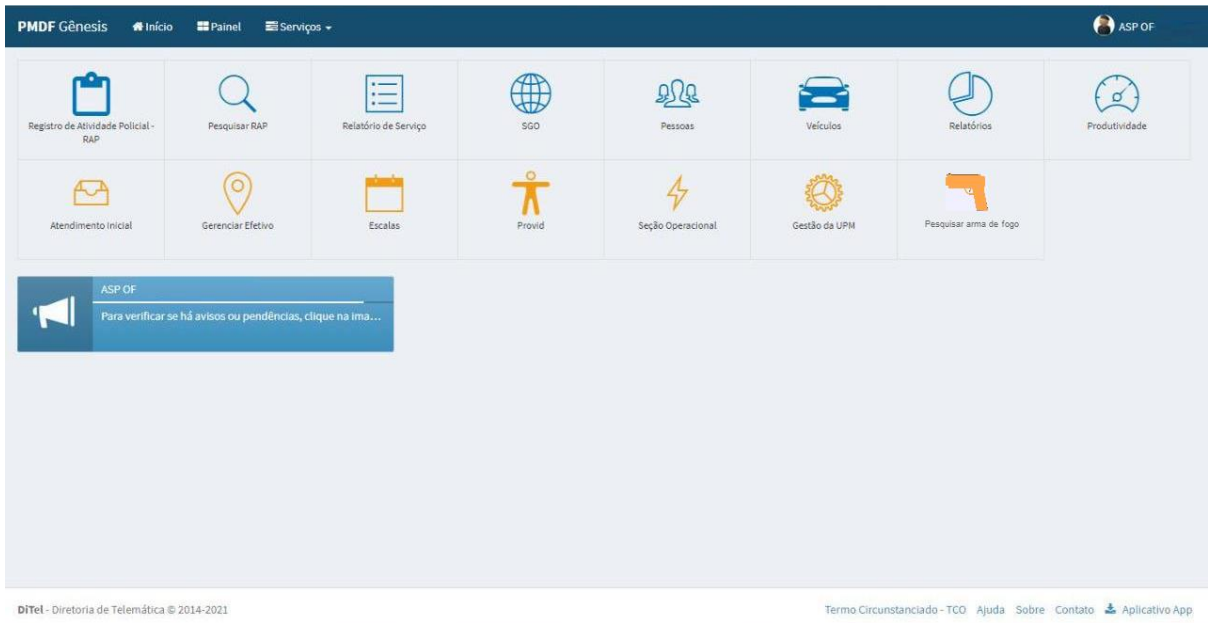 PMDF Gênesis Início Painel Serviços ASP OF
Registro de Atividade Policial - RAP
Pesquisar RAP
Relatório de Serviço
SGO
Pessoas
Veículos
Relatórios
Produtividade
Atendimento Inicial
Gerenciar Efetivo
Escalas
Provid
Seção Operacional
Gestão da UPM
Pesquisar arma de fogo
ASP OF
Para verificar se há avisos ou pendências, clique na ima...
DiTel - Diretoria de Telemática © 2014-2021 Termo Circunstanciado - TCO Ajuda Sobre Contato Aplicativo App